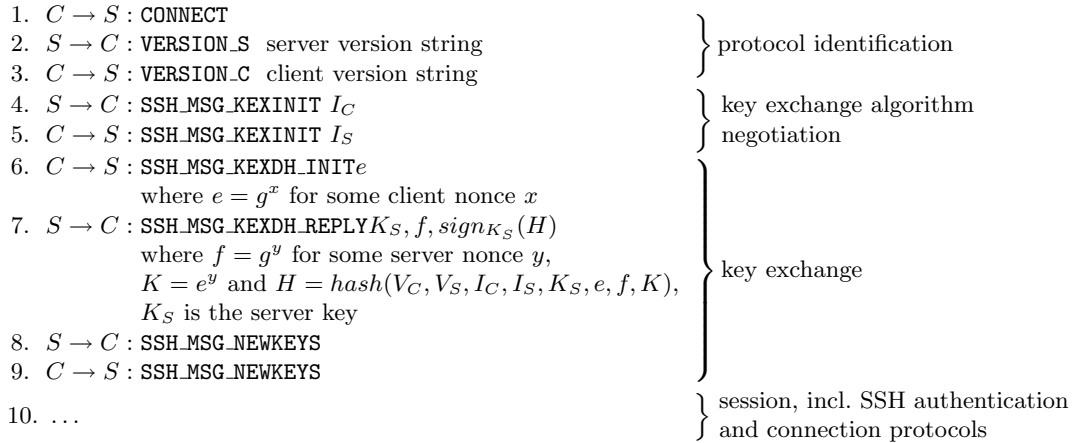 1. C → S : CONNECT
2. S → C : VERSION_S server version string
3. C → S : VERSION_C client version string
protocol identification
4. S → C : SSH_MSG_KEXINIT I_C
5. C → S : SSH_MSG_KEXINIT I_S
key exchange algorithm
negotiation
6. C → S : SSH_MSG_KEXDH_INITe
where e = g^x for some client nonce x
7. S → C : SSH_MSG_KEXDH_REPLYK_S, f, sign_{K_S}(H)
where f = g^y for some server nonce y,
K = e^y and H = hash(V_C, V_S, I_C, I_S, K_S, e, f, K),
K_S is the server key
8. S → C : SSH_MSG_NEWKEYS
9. C → S : SSH_MSG_NEWKEYS
key exchange
10. ...
session, incl. SSH authentication
and connection protocols